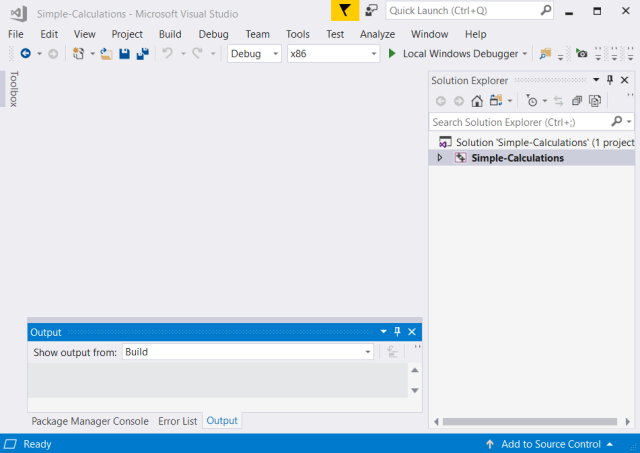 Simple-Calculations - Microsoft Visual Studio
Quick Launch (Ctrl+Q)
File Edit View Project Build Debug Team Tools Test Analyze Window Help
Debug x86 Local Windows Debugger
Toolbox
Solution Explorer
Search Solution Explorer (Ctrl+;)
Solution 'Simple-Calculations' (1 project
Simple-Calculations
Output
Show output from: Build
Package Manager Console Error List Output
Ready Add to Source Control